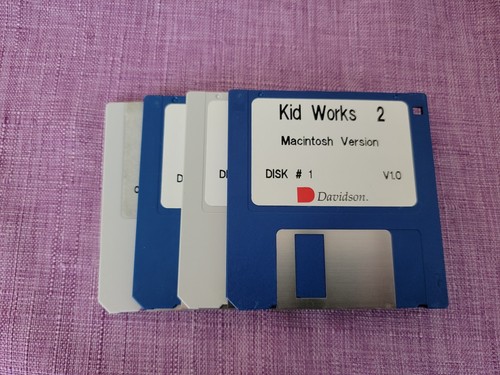 Kid Works 2
Macintosh Version
DISK # 1 V1.0
Davidson.